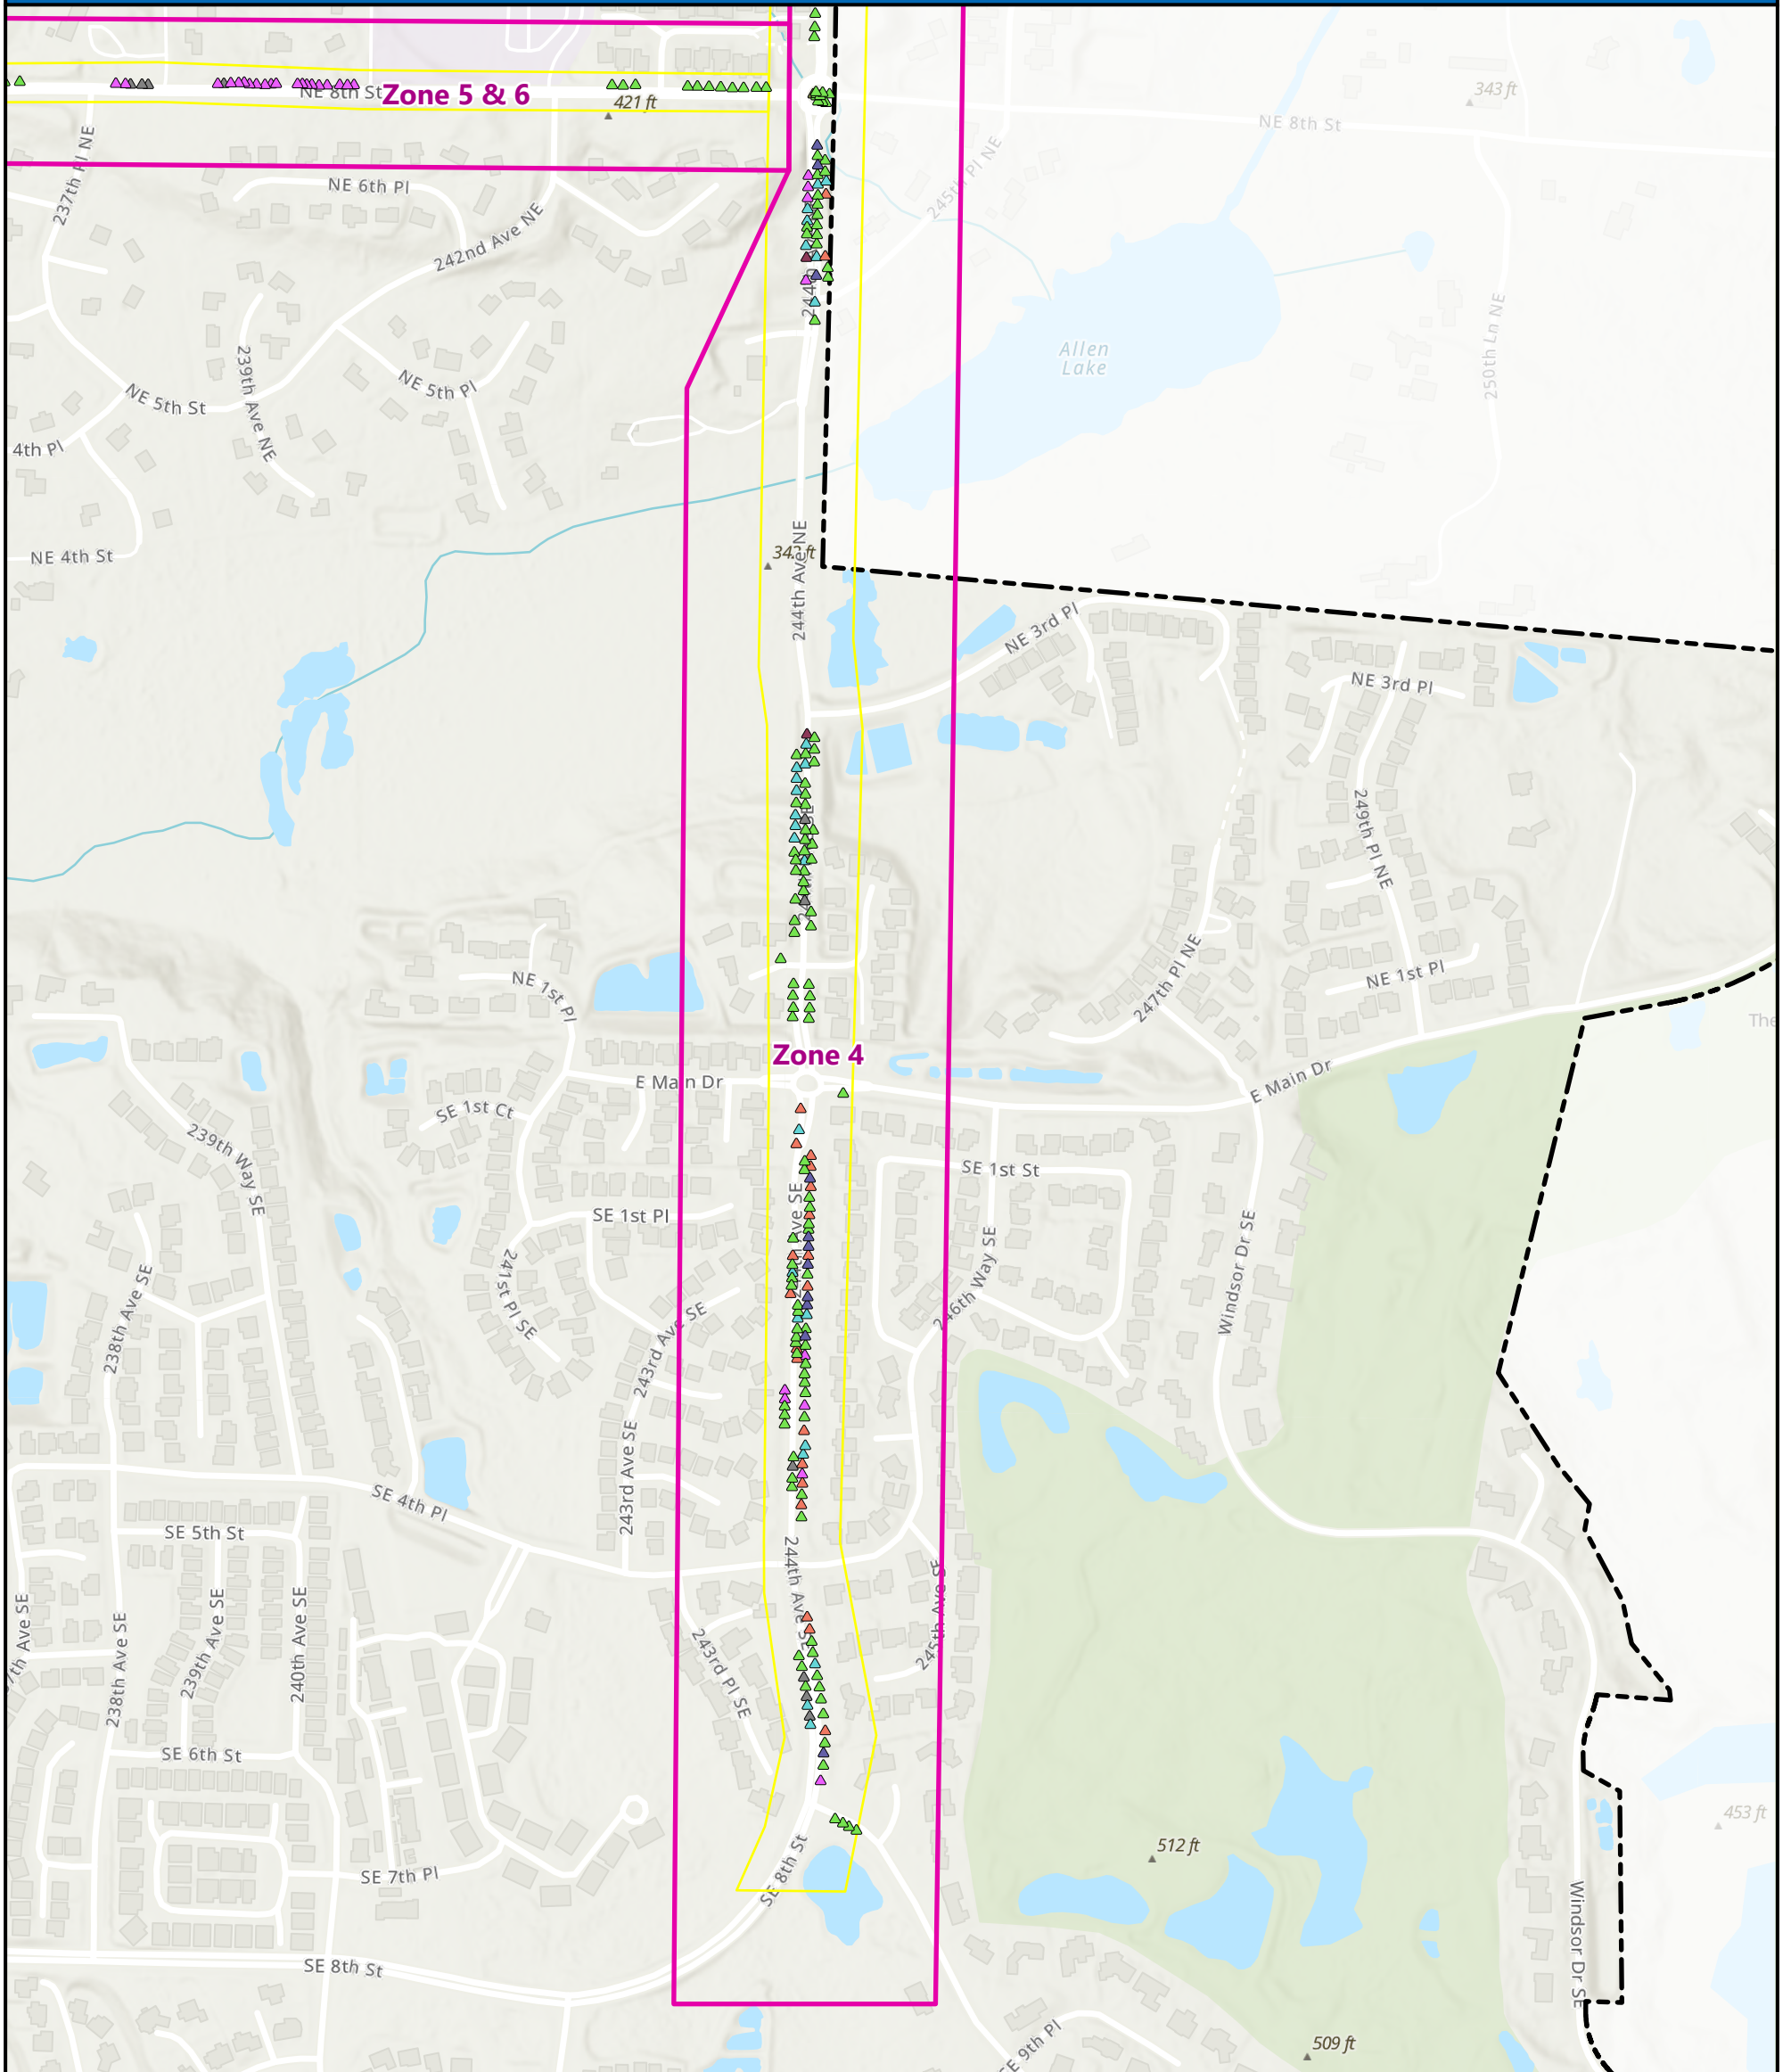 NE 8th St
Zone 5 & 6
421 ft
343 ft
NE 8th St
237th Pl NE
NE 6th Pl
245th Pl NE
242nd Ave NE
Allen
Lake
250th Ln NE
239th Ave NE
NE 5th St
NE 5th Pl
4th Pl
NE 4th St
244th Ave NE
NE 3rd Pl
NE 3rd Pl
249th Pl NE
NE 1st Pl
247th Pl NE
NE 1st Pl
The
Zone 4
E Main Dr
E Main Dr
SE 1st Ct
239th Way SE
SE 1st St
SE 1st Pl
Ave SE
241st Pl SE
246th Way SE
Windsor Dr SE
238th Ave SE
243rd Ave SE
243rd Ave SE
SE 4th Pl
SE 5th St
244th Ave SE
245th Ave SE
7th Ave SE
238th Ave SE
239th Ave SE
240th Ave SE
243rd Pl SE
SE 6th St
453 ft
512 ft
SE 7th Pl
SE 8th St
Windsor Dr SE
SE 8th St
SE 9th Pl
509 ft